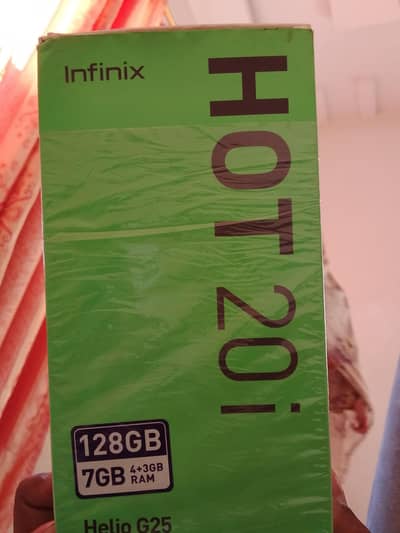 Infinix
HOT 20i
128GB
7GB 4+3GB RAM
Helio G25